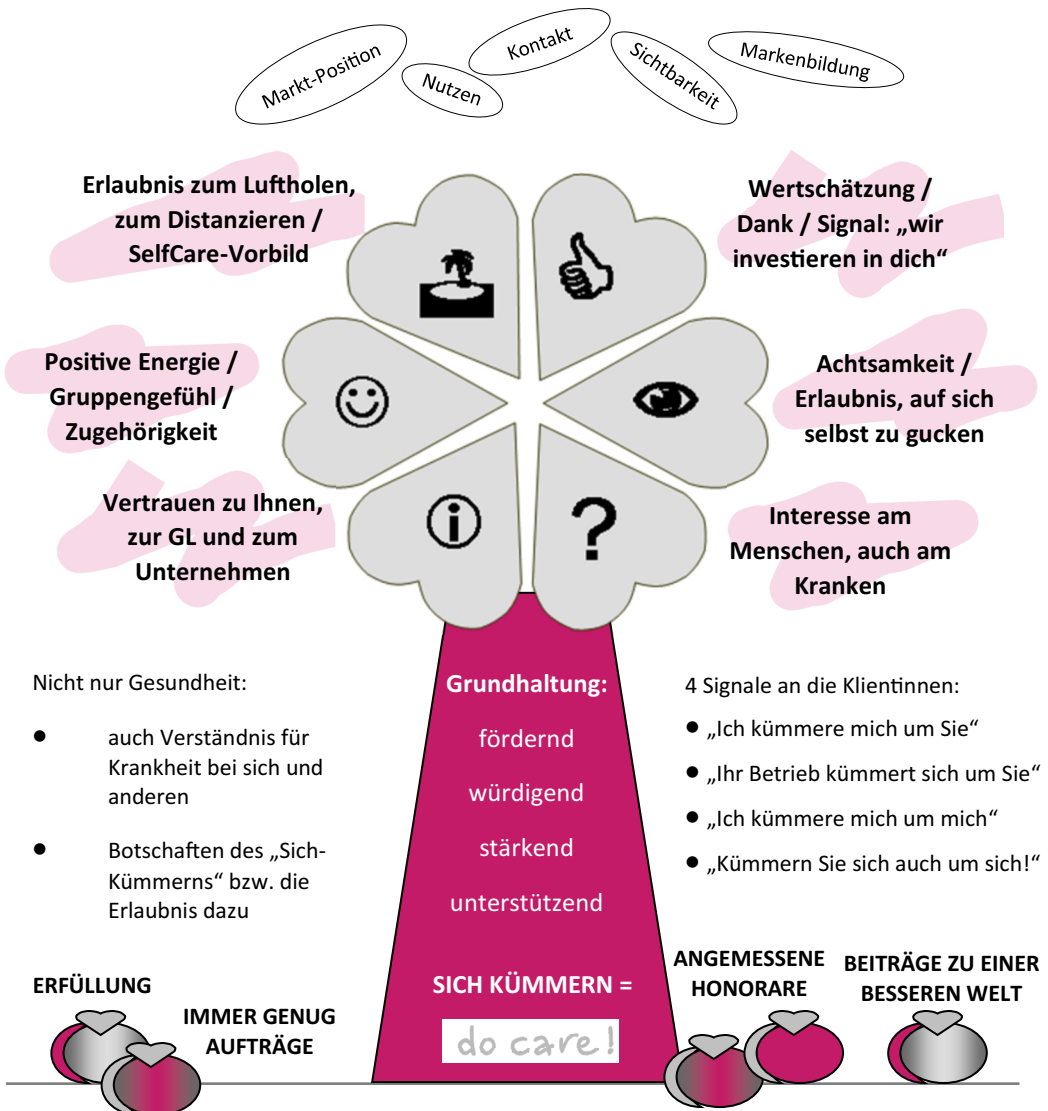 Markt-Position
Nutzen
Kontakt
Sichtbarkeit
Markenbildung
Erlaubnis zum Luftholen,
zum Distanzieren /
SelfCare-Vorbild
Wertschätzung /
Dank / Signal: „wir
investieren in dich“
Positive Energie /
Gruppengefühl /
Zugehörigkeit
Achtsamkeit /
Erlaubnis, auf sich
selbst zu gucken
Vertrauen zu Ihnen,
zur GL und zum
Unternehmen
i
?
Interesse am
Menschen, auch am
Kranken
Nicht nur Gesundheit:
● auch Verständnis für
Krankheit bei sich und
anderen
● Botschaften des „Sich-
Kümmerns“ bzw. die
Erlaubnis dazu
Grundhaltung:
fördernd
würdigend
stärkend
unterstützend
SICH KÜMMERN =
do care!
4 Signale an die Klientinnen:
● „Ich kümmere mich um Sie“
● „Ihr Betrieb kümmert sich um Sie“
● „Ich kümmere mich um mich“
● „Kümmern Sie sich auch um sich!“
ERFÜLLUNG
IMMER GENUG
AUFTRÄGE
ANGEMESSENE
HONORARE
BEITRÄGE ZU EINER
BESSEREN WELT